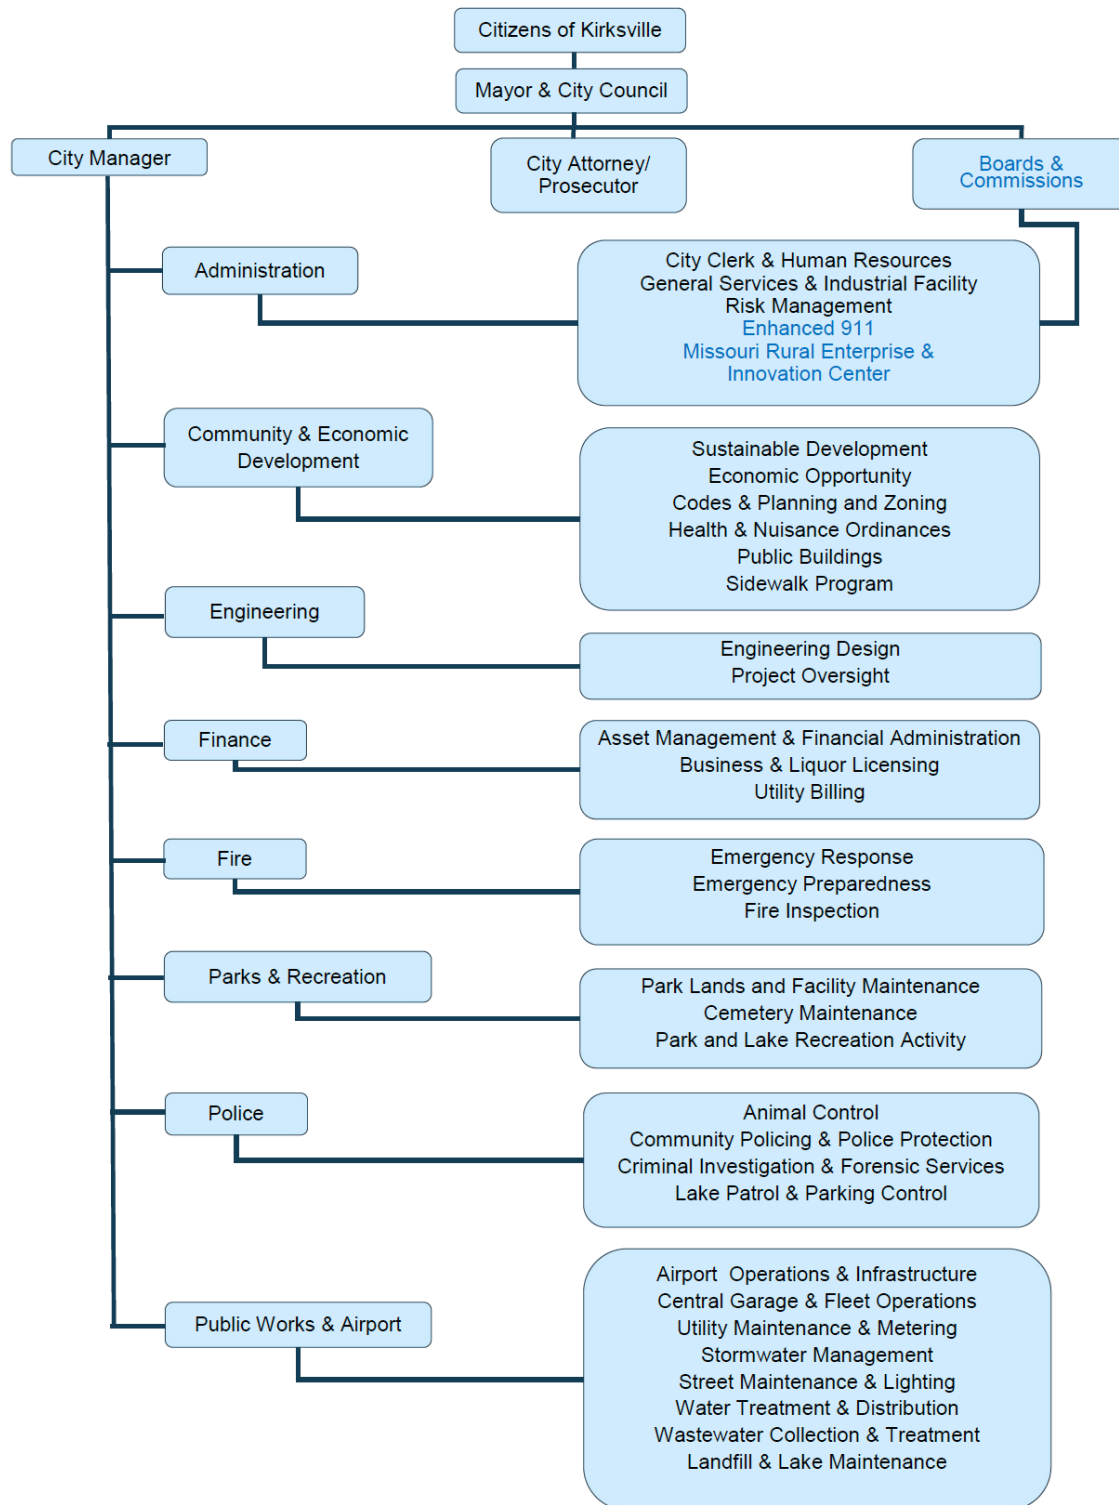 Citizens of Kirksville
Mayor & City Council
City Manager
City Attorney/
Prosecutor
Boards &
Commissions
Administration
City Clerk & Human Resources
General Services & Industrial Facility
Risk Management
Enhanced 911
Missouri Rural Enterprise &
Innovation Center
Community & Economic
Development
Sustainable Development
Economic Opportunity
Codes & Planning and Zoning
Health & Nuisance Ordinances
Public Buildings
Sidewalk Program
Engineering
Engineering Design
Project Oversight
Finance
Asset Management & Financial Administration
Business & Liquor Licensing
Utility Billing
Fire
Emergency Response
Emergency Preparedness
Fire Inspection
Parks & Recreation
Park Lands and Facility Maintenance
Cemetery Maintenance
Park and Lake Recreation Activity
Police
Animal Control
Community Policing & Police Protection
Criminal Investigation & Forensic Services
Lake Patrol & Parking Control
Public Works & Airport
Airport Operations & Infrastructure
Central Garage & Fleet Operations
Utility Maintenance & Metering
Stormwater Management
Street Maintenance & Lighting
Water Treatment & Distribution
Wastewater Collection & Treatment
Landfill & Lake Maintenance